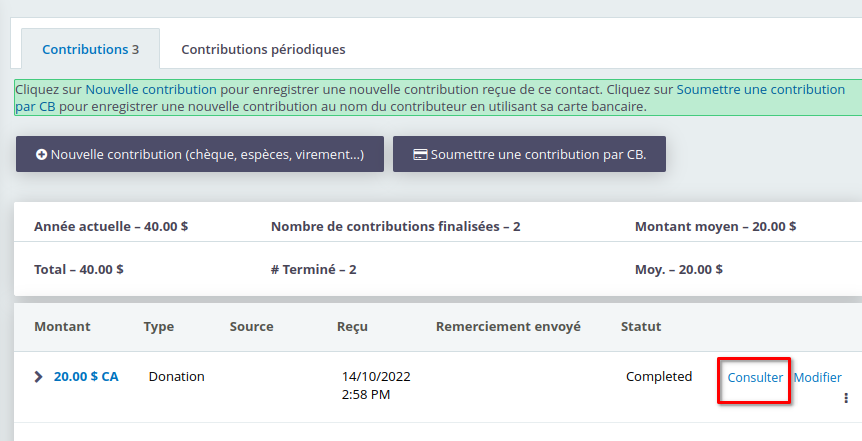 Contributions 3 Contributions périodiques
Cliquez sur Nouvelle contribution pour enregistrer une nouvelle contribution reçue de ce contact. Cliquez sur Soumettre une contribution
par CB pour enregistrer une nouvelle contribution au nom du contributeur en utilisant sa carte bancaire.
Nouvelle contribution (chèque, espèces, virement...) Soumettre une contribution par CB.
Année actuelle – 40.00 $ Nombre de contributions finalisées – 2 Montant moyen – 20.00 $
Total – 40.00 $ # Terminé – 2 Moy. – 20.00 $
Montant Type Source Reçu Remerciement envoyé Statut
20.00 $ CA Donation 14/10/2022 Completed Consulter Modifier
2:58 PM